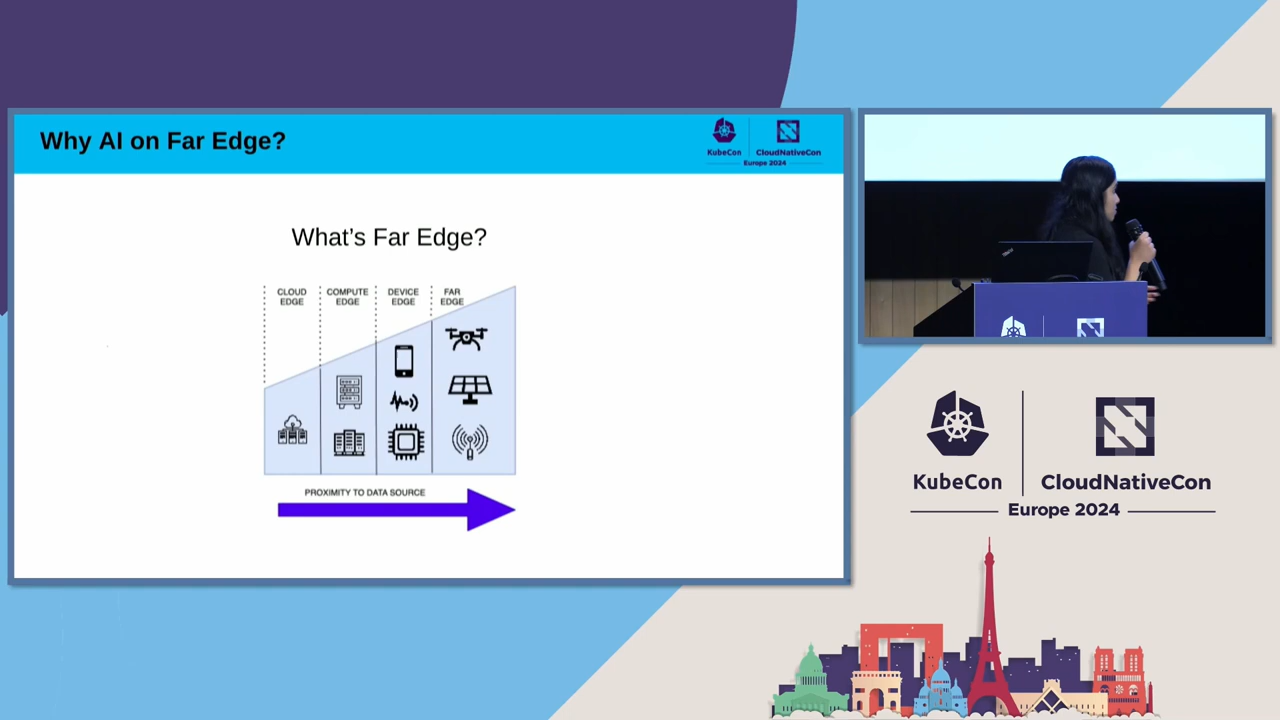 Why AI on Far Edge?
KubeCon
CloudNativeCon
Europe 2024
What's Far Edge?
CLOUD EDGE
COMPUTE EDGE
DEVICE EDGE
FAR EDGE
PROXIMITY TO DATA SOURCE
KubeCon
CloudNativeCon
Europe 2024